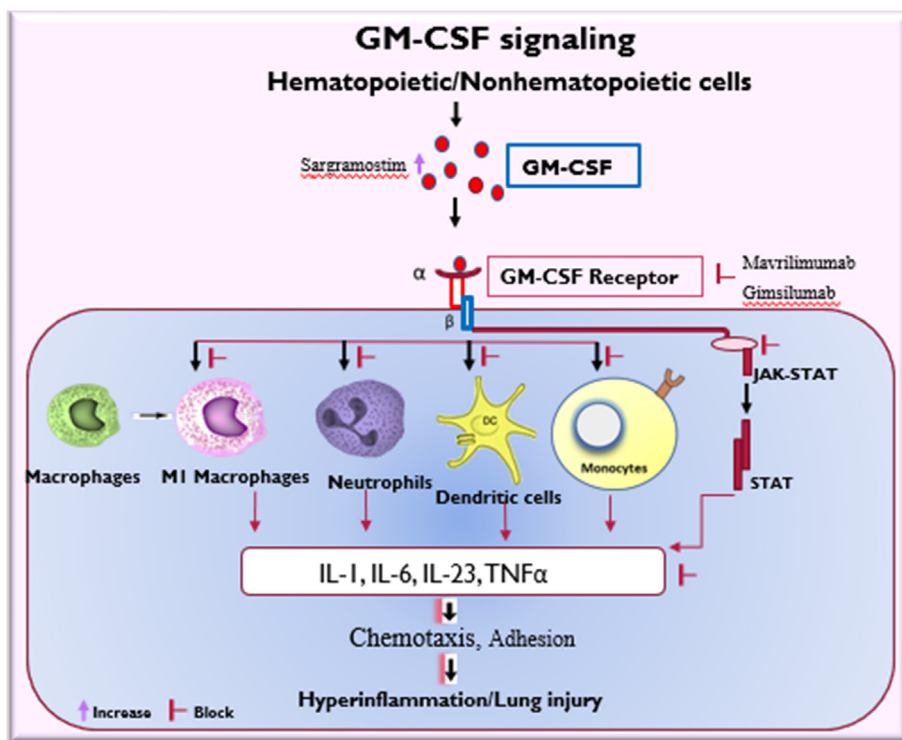 GM-CSF signaling
Hematopoietic/Nonhematopoietic cells
Sargramostim
GM-CSF
α
GM-CSF Receptor
Mavrilimumab
Gimsilumab
β
JAK-STAT
DC
Macrophages
M1 Macrophages
Neutrophils
Dendritic cells
Monocytes
STAT
IL-1, IL-6, IL-23, TNFα
Chemotaxis, Adhesion
Hyperinflammation/Lung injury
Increase
Block